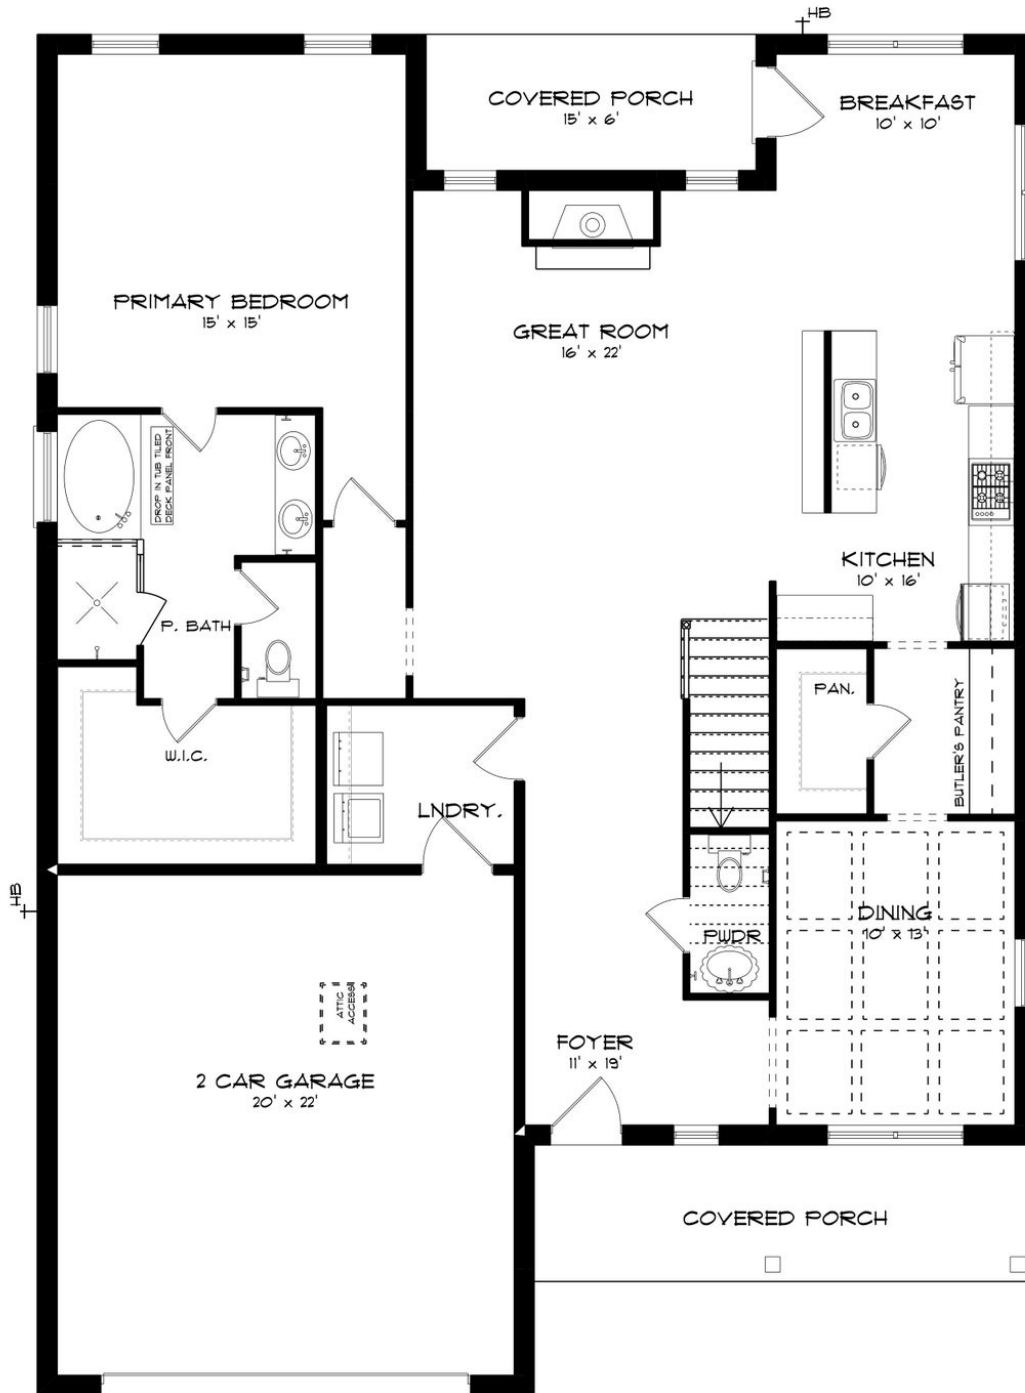 HB
COVERED PORCH
15' x 6'
BREAKFAST
10' x 10'
PRIMARY BEDROOM
15' x 15'
GREAT ROOM
16' x 22'
DROP IN TUB TILED
DECK PANEL FRONT
KITCHEN
10' x 16'
P. BATH
PAN.
BUTLER'S PANTRY
W.I.C.
LNDRY.
HB
DINING
10' x 13'
PWDR
ATTIC
ACCESS
FOYER
11' x 19'
2 CAR GARAGE
20' x 22'
COVERED PORCH